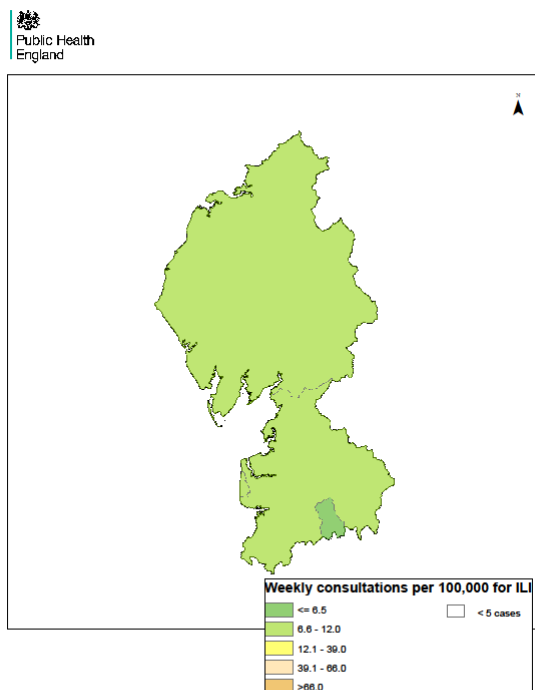 Public Health
England
N
Weekly consultations per 100,000 for ILI
<= 6.5
< 5 cases
6.6 - 12.0
12.1 - 39.0
39.1 - 66.0
>66.0